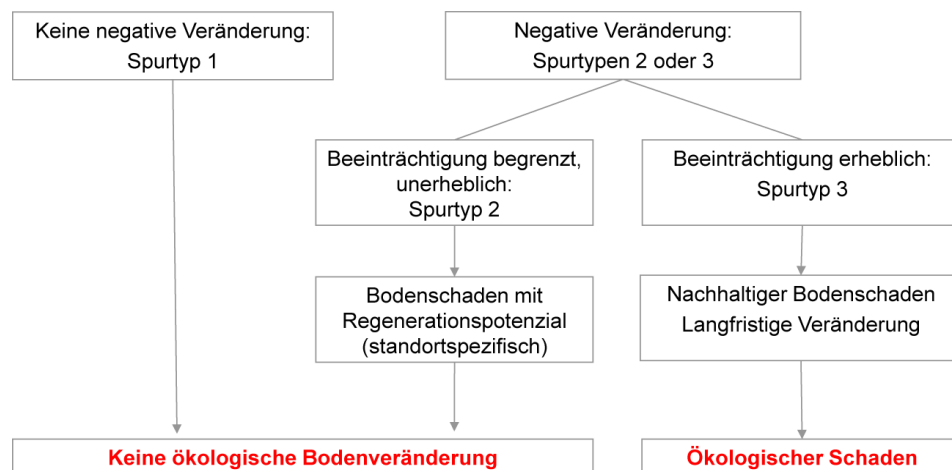 Keine negative Veränderung:
Spurtyp 1
Negative Veränderung:
Spurtypen 2 oder 3
Beeinträchtigung begrenzt,
unerheblich:
Spurtyp 2
Beeinträchtigung erheblich:
Spurtyp 3
Bodenschaden mit
Regenerationspotenzial
(standortspezifisch)
Nachhaltiger Bodenschaden
Langfristige Veränderung
Keine ökologische Bodenveränderung
Ökologischer Schaden